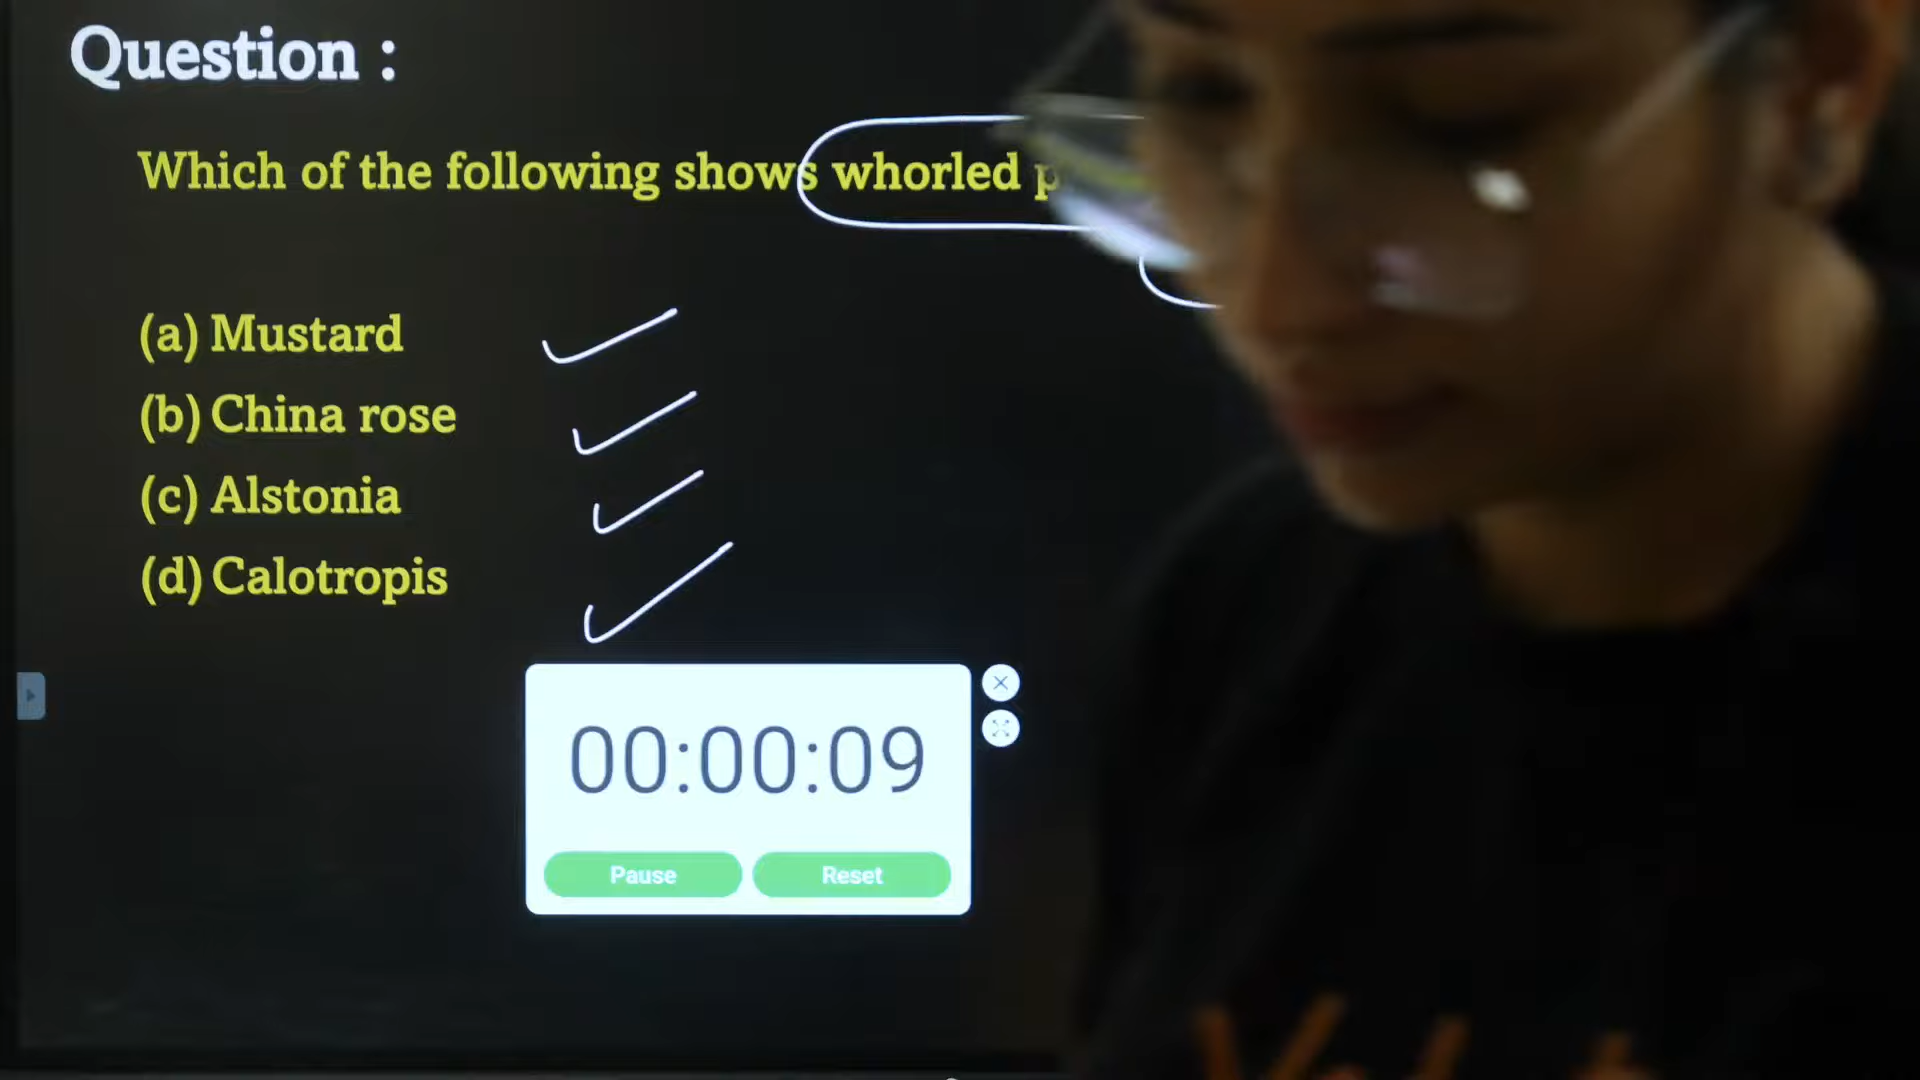 Question :
Which of the following shows whorled
(a) Mustard
(b) China rose
(c) Alstonia
(d) Calotropis
00:00:09
Pause Reset